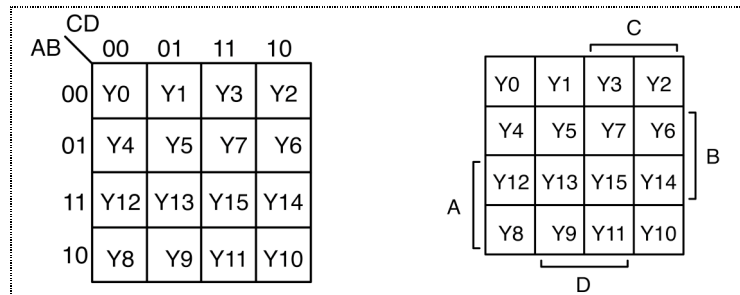 CD
AB 00 01 11 10
00 Y0 Y1 Y3 Y2
01 Y4 Y5 Y7 Y6
11 Y12 Y13 Y15 Y14
10 Y8 Y9 Y11 Y10
C
Y0 Y1 Y3 Y2
Y4 Y5 Y7 Y6
B
Y12 Y13 Y15 Y14
A
Y8 Y9 Y11 Y10
D